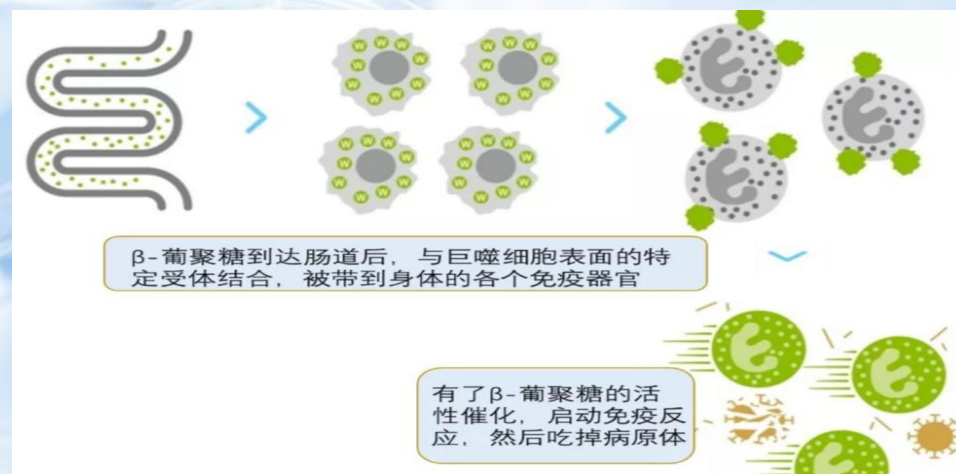 β-葡聚糖到达肠道后，与巨噬细胞表面的特
定受体结合，被带到身体的各个免疫器官
有了β-葡聚糖的活
性催化，启动免疫反
应，然后吃掉病原体